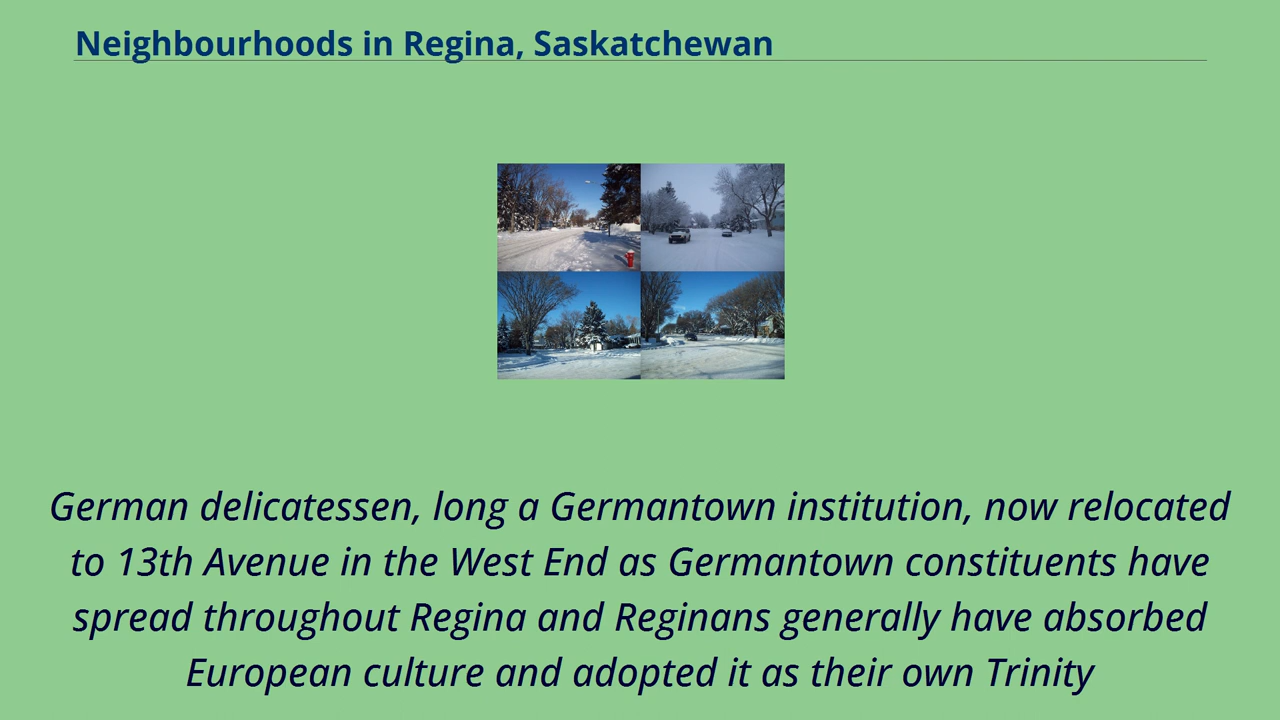 Neighbourhoods in Regina, Saskatchewan
German delicatessen, long a Germantown institution, now relocated
to 13th Avenue in the West End as Germantown constituents have
spread throughout Regina and Reginans generally have absorbed
European culture and adopted it as their own Trinity